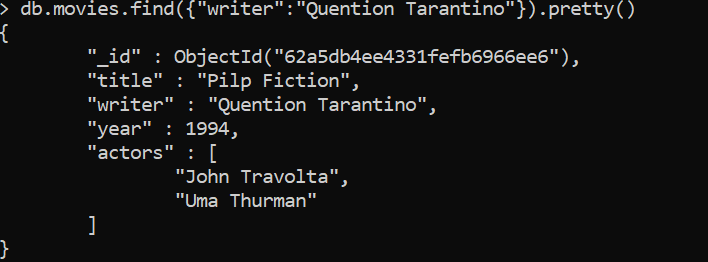 > db.movies.find({"writer":"Quention Tarantino"}).pretty()
{
        "_id" : ObjectId("62a5db4ee4331fefb6966ee6"),
        "title" : "Pilp Fiction",
        "writer" : "Quention Tarantino",
        "year" : 1994,
        "actors" : [
                "John Travolta",
                "Uma Thurman"
        ]
}